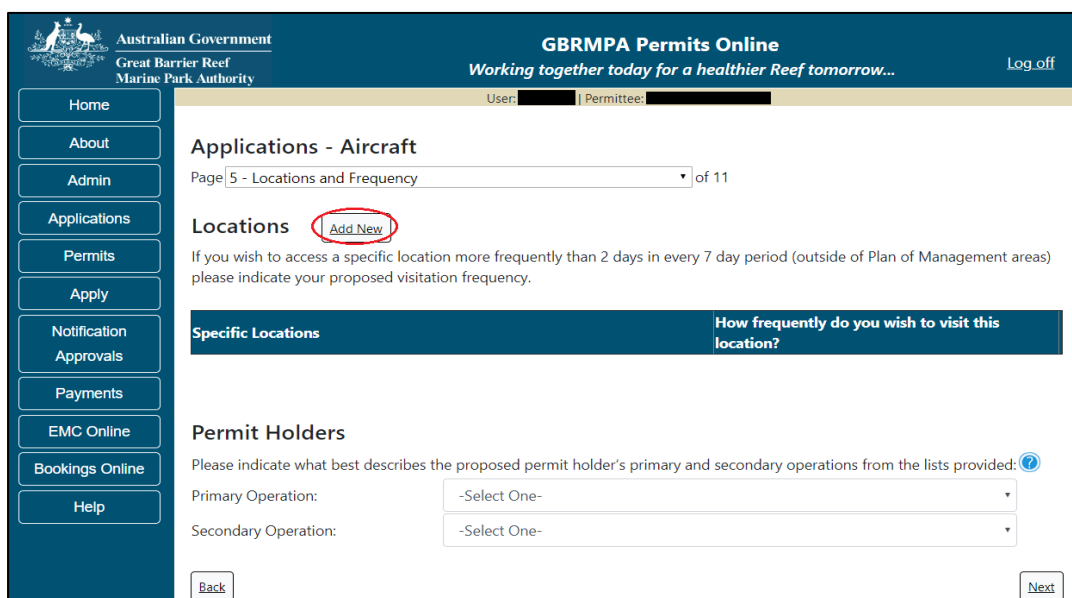 Australian Government
Great Barrier Reef
Marine Park Authority
GBRMPA Permits Online
Working together today for a healthier Reef tomorrow...
Log off
User: | Permittee:
Home
About
Admin
Applications
Permits
Apply
Notification
Approvals
Payments
EMC Online
Bookings Online
Help
Applications - Aircraft
Page 5 - Locations and Frequency of 11
Locations Add New
If you wish to access a specific location more frequently than 2 days in every 7 day period (outside of Plan of Management areas)
please indicate your proposed visitation frequency.
Specific Locations
How frequently do you wish to visit this
location?
Permit Holders
Please indicate what best describes the proposed permit holder's primary and secondary operations from the lists provided: ?
Primary Operation: -Select One-
Secondary Operation: -Select One-
Back
Next